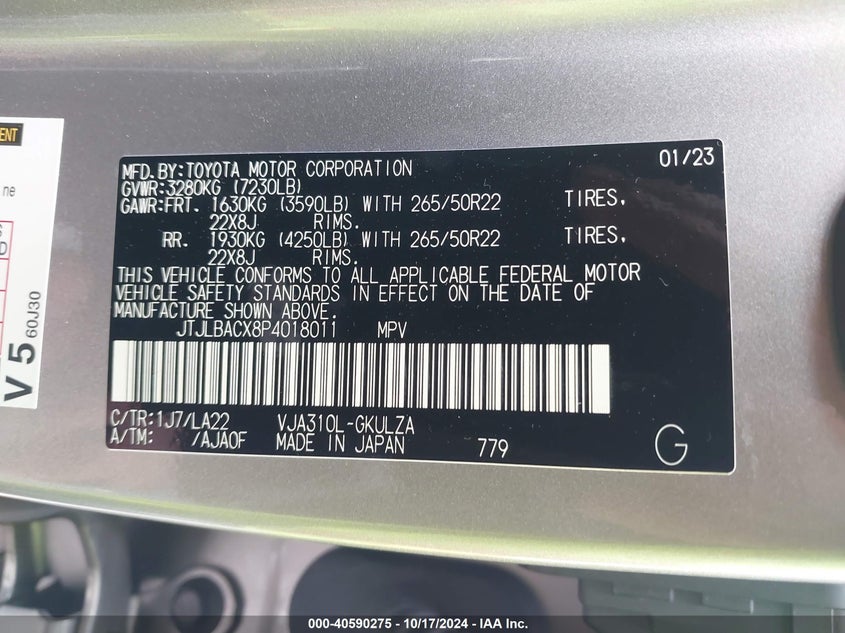 ENT
ne
S
D
V 5 60J30
MFD. BY: TOYOTA MOTOR CORPORATION 01/23
GVWR: 3280KG (7230LB)
GAWR: FRT. 1630KG (3590LB) WITH 265/50R22 TIRES,
22X8J RIMS.
RR. 1930KG (4250LB) WITH 265/50R22 TIRES,
22X8J RIMS.
THIS VEHICLE CONFORMS TO ALL APPLICABLE FEDERAL MOTOR
VEHICLE SAFETY STANDARDS IN EFFECT ON THE DATE OF
MANUFACTURE SHOWN ABOVE.
JTJLBACX8P4018011 MPV
C/TR: 1J7/LA22 VJA310L-GKULZA
A/TM: /AJA0F MADE IN JAPAN 779 G
000-40590275 - 10/17/2024 - IAA Inc.